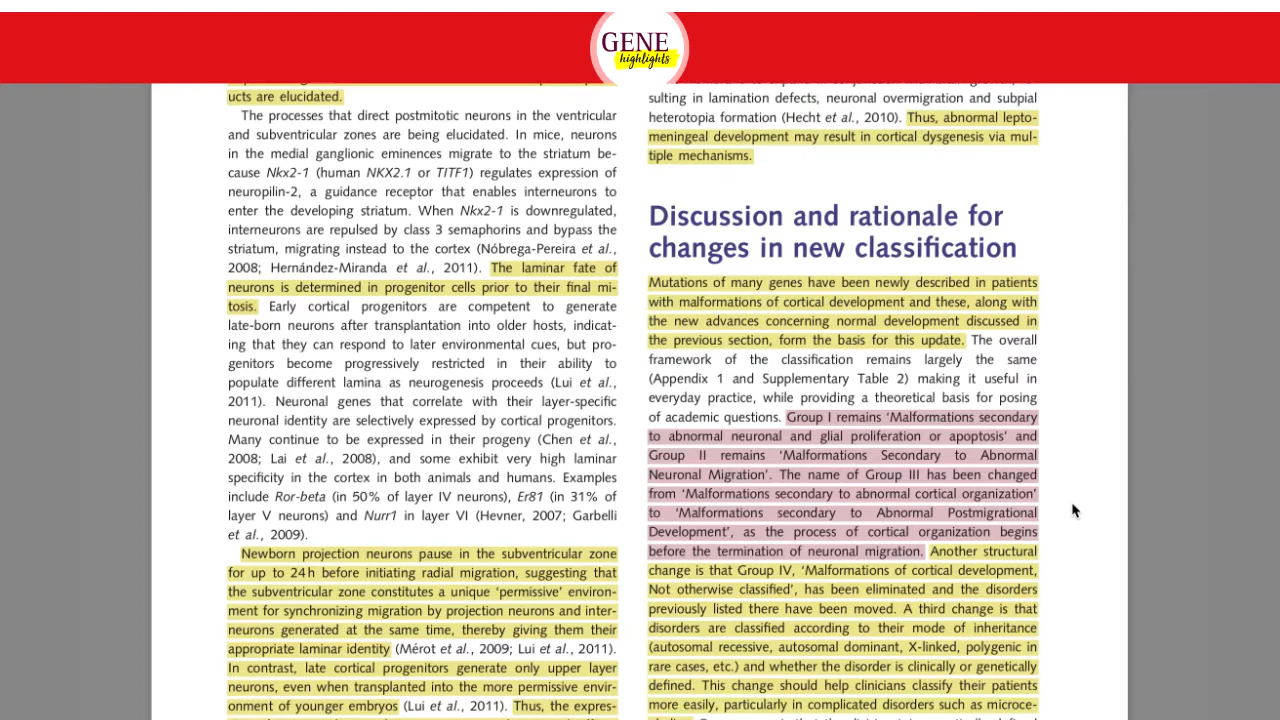 GENE
highlights
ucts are elucidated.
The processes that direct postmitotic neurons in the ventricular
and subventricular zones are being elucidated. In mice, neurons
in the medial ganglionic eminences migrate to the striatum be-
cause Nkx2-1 (human NKX2.1 or TITF1) regulates expression of
neuropilin-2, a guidance receptor that enables interneurons to
enter the developing striatum. When Nkx2-1 is downregulated,
interneurons are repulsed by class 3 semaphorins and bypass the
striatum, migrating instead to the cortex (Nóbrega-Pereira et al.,
2008; Hernández-Miranda et al., 2011). The laminar fate of
neurons is determined in progenitor cells prior to their final mi-
tosis. Early cortical progenitors are competent to generate
late-born neurons after transplantation into older hosts, indicat-
ing that they can respond to later environmental cues, but pro-
genitors become progressively restricted in their ability to
populate different lamina as neurogenesis proceeds (Lui et al.,
2011). Neuronal genes that correlate with their layer-specific
neuronal identity are selectively expressed by cortical progenitors.
Many continue to be expressed in their progeny (Chen et al.,
2008; Lai et al., 2008), and some exhibit very high laminar
specificity in the cortex in both animals and humans. Examples
include Ror-beta (in 50% of layer IV neurons), Er81 (in 31% of
layer V neurons) and Nurr1 in layer VI (Hevner, 2007; Garbelli
et al., 2009).
Newborn projection neurons pause in the subventricular zone
for up to 24 h before initiating radial migration, suggesting that
the subventricular zone constitutes a unique ‘permissive’ environ-
ment for synchronizing migration by projection neurons and inter-
neurons generated at the same time, thereby giving them their
appropriate laminar identity (Mérot et al., 2009; Lui et al., 2011).
In contrast, late cortical progenitors generate only upper layer
neurons, even when transplanted into the more permissive envir-
onment of younger embryos (Lui et al., 2011). Thus, the expres-
sulting in lamination defects, neuronal overmigration and subpial
heterotopia formation (Hecht et al., 2010). Thus, abnormal lepto-
meningeal development may result in cortical dysgenesis via mul-
tiple mechanisms.
Discussion and rationale for
changes in new classification
Mutations of many genes have been newly described in patients
with malformations of cortical development and these, along with
the new advances concerning normal development discussed in
the previous section, form the basis for this update. The overall
framework of the classification remains largely the same
(Appendix 1 and Supplementary Table 2) making it useful in
everyday practice, while providing a theoretical basis for posing
of academic questions. Group I remains ‘Malformations secondary
to abnormal neuronal and glial proliferation or apoptosis’ and
Group II remains ‘Malformations Secondary to Abnormal
Neuronal Migration’. The name of Group III has been changed
from ‘Malformations secondary to abnormal cortical organization’
to ‘Malformations secondary to Abnormal Postmigrational
Development’, as the process of cortical organization begins
before the termination of neuronal migration. Another structural
change is that Group IV, ‘Malformations of cortical development,
Not otherwise classified’, has been eliminated and the disorders
previously listed there have been moved. A third change is that
disorders are classified according to their mode of inheritance
(autosomal recessive, autosomal dominant, X-linked, polygenic in
rare cases, etc.) and whether the disorder is clinically or genetically
defined. This change should help clinicians classify their patients
more easily, particularly in complicated disorders such as microce-